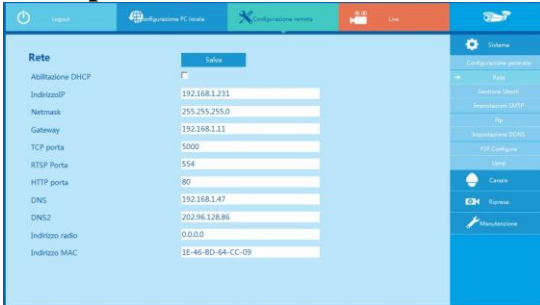 Logout
Configurazione PC locale
Configurazione remota
Live
Sistema
Configurazione generale
Rete
Gestione Utenti
Impostazioni SMTP
Ftp
Impostazione DDNS
P2P Configura
Upnp
Canale
Riprese
Manutenzione
Rete
Salva
Abilitazione DHCP
IndirizzoIP 192.168.1.231
Netmask 255.255.255.0
Gateway 192.168.1.11
TCP porta 5000
RTSP Porta 554
HTTP porta 80
DNS 192.168.1.47
DNS2 202.96.128.86
Indirizzo radio 0.0.0.0
Indirizzo MAC 1E-46-BD-64-CC-09